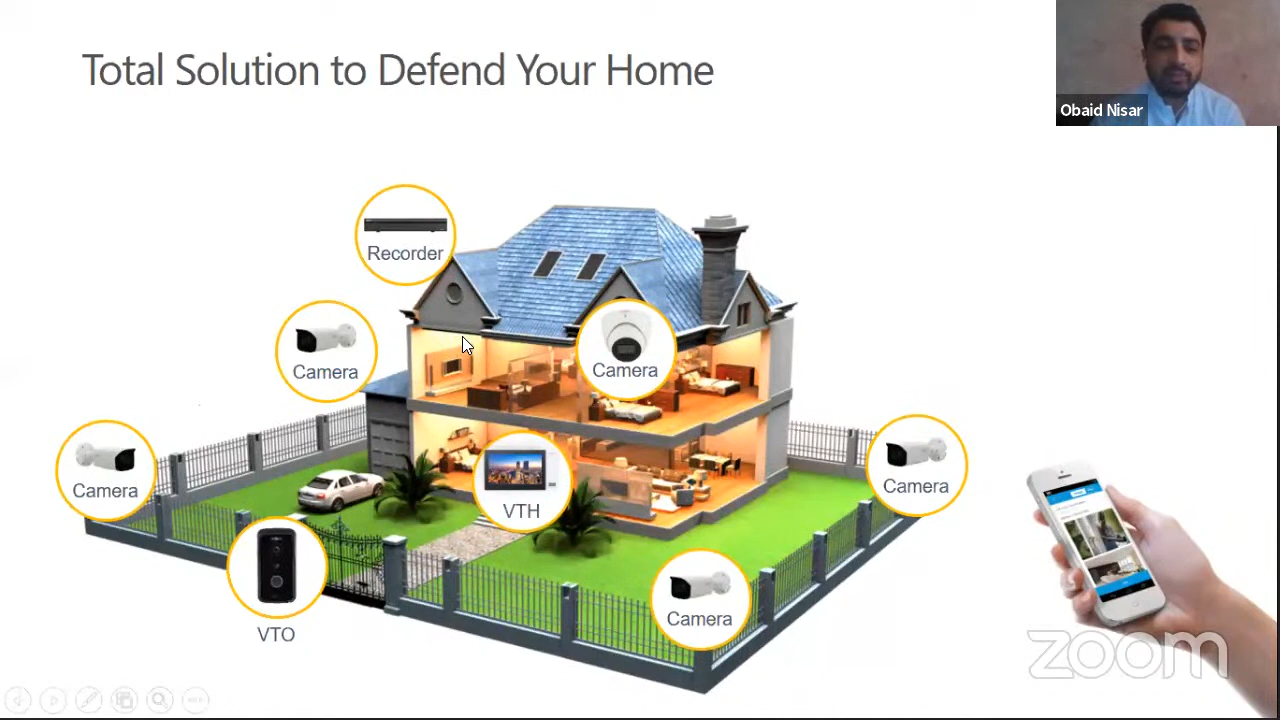 Total Solution to Defend Your Home
Obaid Nisar
Recorder
Camera
Camera
Camera
Camera
VTH
Camera
VTO
zoom